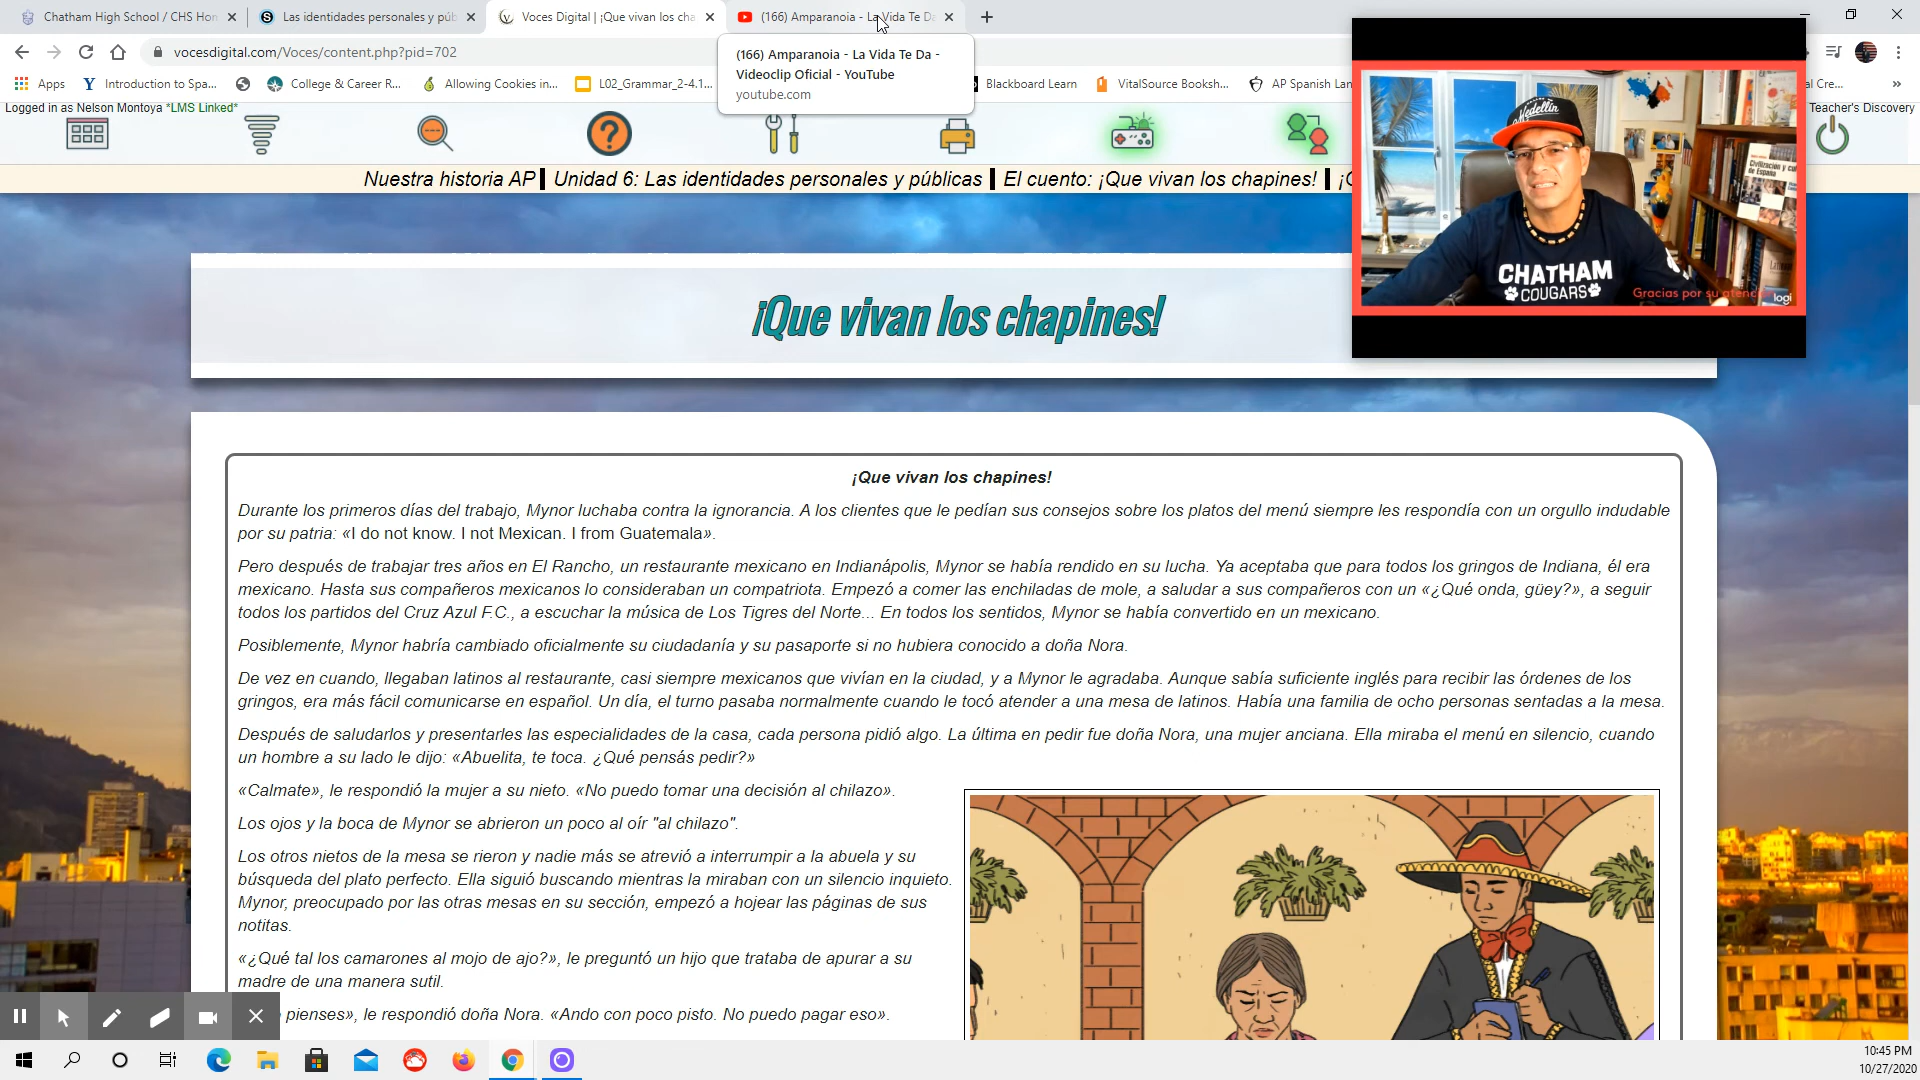 Chatham High School / CHS Hon
Las identidades personales y púb
Voces Digital | ¡Que vivan los cha
(166) Amparanoia - La Vida Te Da
vocesdigital.com/Voces/content.php?pid=702
(166) Amparanoia - La Vida Te Da -
Videoclip Oficial - YouTube
youtube.com
Apps
Introduction to Spa...
College & Career R...
Allowing Cookies in...
L02_Grammar_2-4.1...
Blackboard Learn
VitalSource Booksh...
AP Spanish Lan
al Cre...
Logged in as Nelson Montoya *LMS Linked*
Teacher's Discovery
Nuestra historia AP | Unidad 6: Las identidades personales y públicas | El cuento: ¡Que vivan los chapines! |
Medellín
Civilización y cu
de España
CHATHAM
COUGARS
Gracias por su atenc
logi
¡Que vivan los chapines!
¡Que vivan los chapines!
Durante los primeros días del trabajo, Mynor luchaba contra la ignorancia. A los clientes que le pedían sus consejos sobre los platos del menú siempre les respondía con un orgullo indudable
por su patria: «I do not know. I not Mexican. I from Guatemala».
Pero después de trabajar tres años en El Rancho, un restaurante mexicano en Indianápolis, Mynor se había rendido en su lucha. Ya aceptaba que para todos los gringos de Indiana, él era
mexicano. Hasta sus compañeros mexicanos lo consideraban un compatriota. Empezó a comer las enchiladas de mole, a saludar a sus compañeros con un «¿Qué onda, güey?», a seguir
todos los partidos del Cruz Azul F.C., a escuchar la música de Los Tigres del Norte... En todos los sentidos, Mynor se había convertido en un mexicano.
Posiblemente, Mynor habría cambiado oficialmente su ciudadanía y su pasaporte si no hubiera conocido a doña Nora.
De vez en cuando, llegaban latinos al restaurante, casi siempre mexicanos que vivían en la ciudad, y a Mynor le agradaba. Aunque sabía suficiente inglés para recibir las órdenes de los
gringos, era más fácil comunicarse en español. Un día, el turno pasaba normalmente cuando le tocó atender a una mesa de latinos. Había una familia de ocho personas sentadas a la mesa.
Después de saludarlos y presentarles las especialidades de la casa, cada persona pidió algo. La última en pedir fue doña Nora, una mujer anciana. Ella miraba el menú en silencio, cuando
un hombre a su lado le dijo: «Abuelita, te toca. ¿Qué pensás pedir?»
«Calmate», le respondió la mujer a su nieto. «No puedo tomar una decisión al chilazo».
Los ojos y la boca de Mynor se abrieron un poco al oír "al chilazo".
Los otros nietos de la mesa se rieron y nadie más se atrevió a interrumpir a la abuela y su
búsqueda del plato perfecto. Ella siguió buscando mientras la miraban con un silencio inquieto.
Mynor, preocupado por las otras mesas en su sección, empezó a hojear las páginas de sus
notitas.
«¿Qué tal los camarones al mojo de ajo?», le preguntó un hijo que trataba de apurar a su
madre de una manera sutil.
pienses», le respondió doña Nora. «Ando con poco pisto. No puedo pagar eso».
10:45 PM
10/27/2020